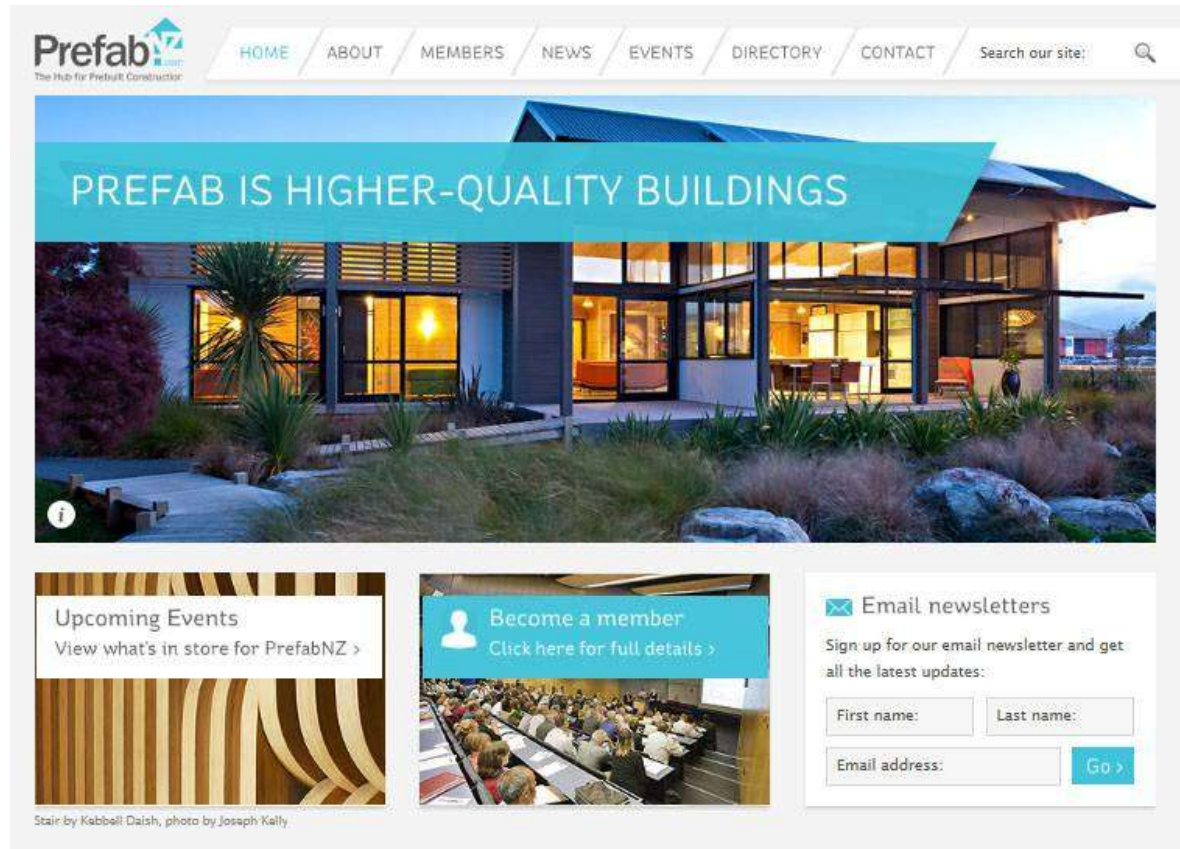 PrefabNZ.com
The Hub for Prebuilt Construction
HOME
ABOUT
MEMBERS
NEWS
EVENTS
DIRECTORY
CONTACT
Search our site:
PREFAB IS HIGHER-QUALITY BUILDINGS
i
Upcoming Events
View what's in store for PrefabNZ >
Become a member
Click here for full details >
Email newsletters
Sign up for our email newsletter and get
all the latest updates:
First name:
Last name:
Email address:
Go >
Stair by Kebbell Daish, photo by Joseph Kelly